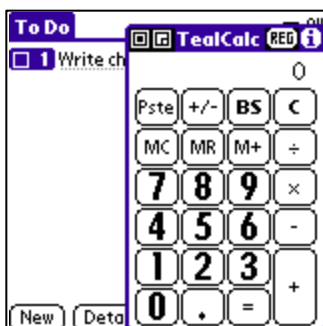 To Do
TealCalc REG i
1 Write ch
0
Pste +/- BS C
MC MR M+ ÷
7 8 9 ×
4 5 6 -
1 2 3 +
0 . =
New Deta